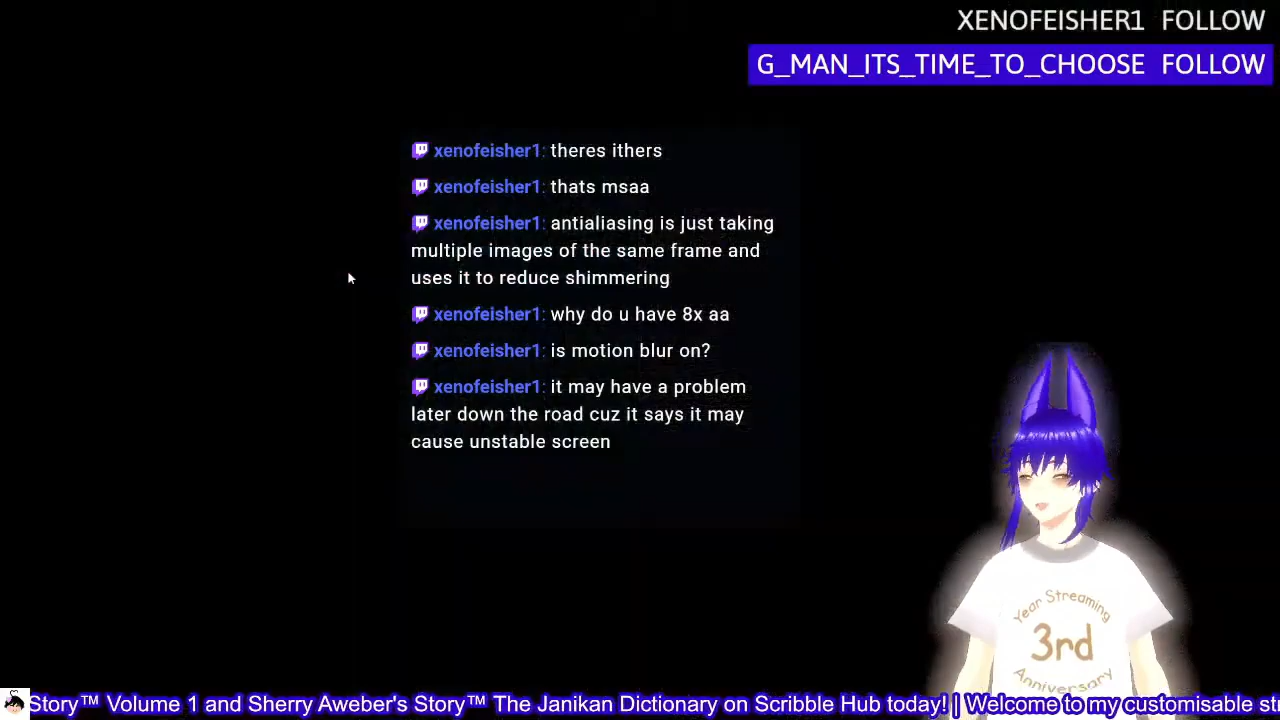 XENOFEISHER1 FOLLOW
G_MAN_ITS_TIME_TO_CHOOSE FOLLOW
xenofeisher1: theres ithers
xenofeisher1: thats msaa
xenofeisher1: antialiasing is just taking
multiple images of the same frame and
uses it to reduce shimmering
xenofeisher1: why do u have 8x aa
xenofeisher1: is motion blur on?
xenofeisher1: it may have a problem
later down the road cuz it says it may
cause unstable screen
Year Streaming
3rd
Anniversary
Story™ Volume 1 and Sherry Aweber's Story™ The Janikan Dictionary on Scribble Hub today! | Welcome to my customisable st